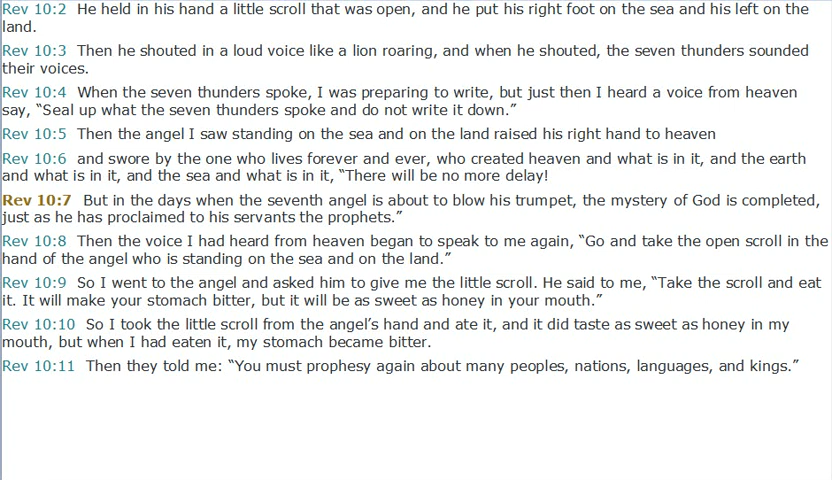 Rev 10:2  He held in his hand a little scroll that was open, and he put his right foot on the sea and his left on the
land.
Rev 10:3  Then he shouted in a loud voice like a lion roaring, and when he shouted, the seven thunders sounded
their voices.
Rev 10:4  When the seven thunders spoke, I was preparing to write, but just then I heard a voice from heaven
say, “Seal up what the seven thunders spoke and do not write it down.”
Rev 10:5  Then the angel I saw standing on the sea and on the land raised his right hand to heaven
Rev 10:6  and swore by the one who lives forever and ever, who created heaven and what is in it, and the earth
and what is in it, and the sea and what is in it, “There will be no more delay!
Rev 10:7  But in the days when the seventh angel is about to blow his trumpet, the mystery of God is completed,
just as he has proclaimed to his servants the prophets.”
Rev 10:8  Then the voice I had heard from heaven began to speak to me again, “Go and take the open scroll in the
hand of the angel who is standing on the sea and on the land.”
Rev 10:9  So I went to the angel and asked him to give me the little scroll. He said to me, “Take the scroll and eat
it. It will make your stomach bitter, but it will be as sweet as honey in your mouth.”
Rev 10:10  So I took the little scroll from the angel’s hand and ate it, and it did taste as sweet as honey in my
mouth, but when I had eaten it, my stomach became bitter.
Rev 10:11  Then they told me: “You must prophesy again about many peoples, nations, languages, and kings.”